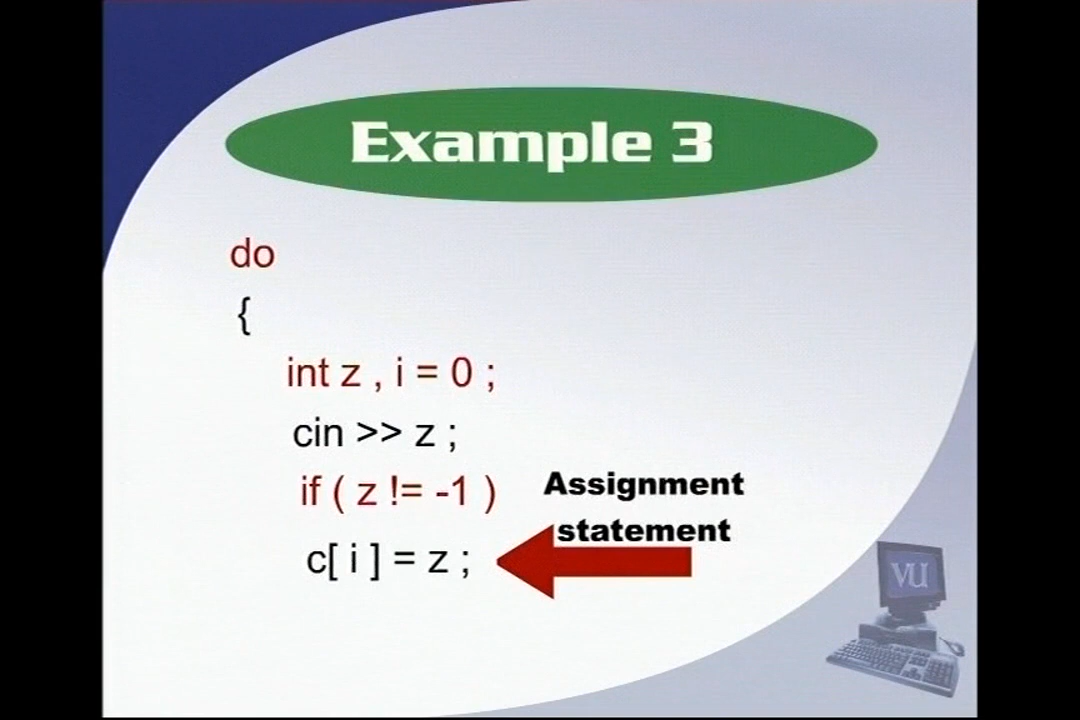 Example 3
do
{
int z , i = 0 ;
cin >> z ;
if ( z != -1 )
Assignment
statement
c[ i ] = z ;
VU